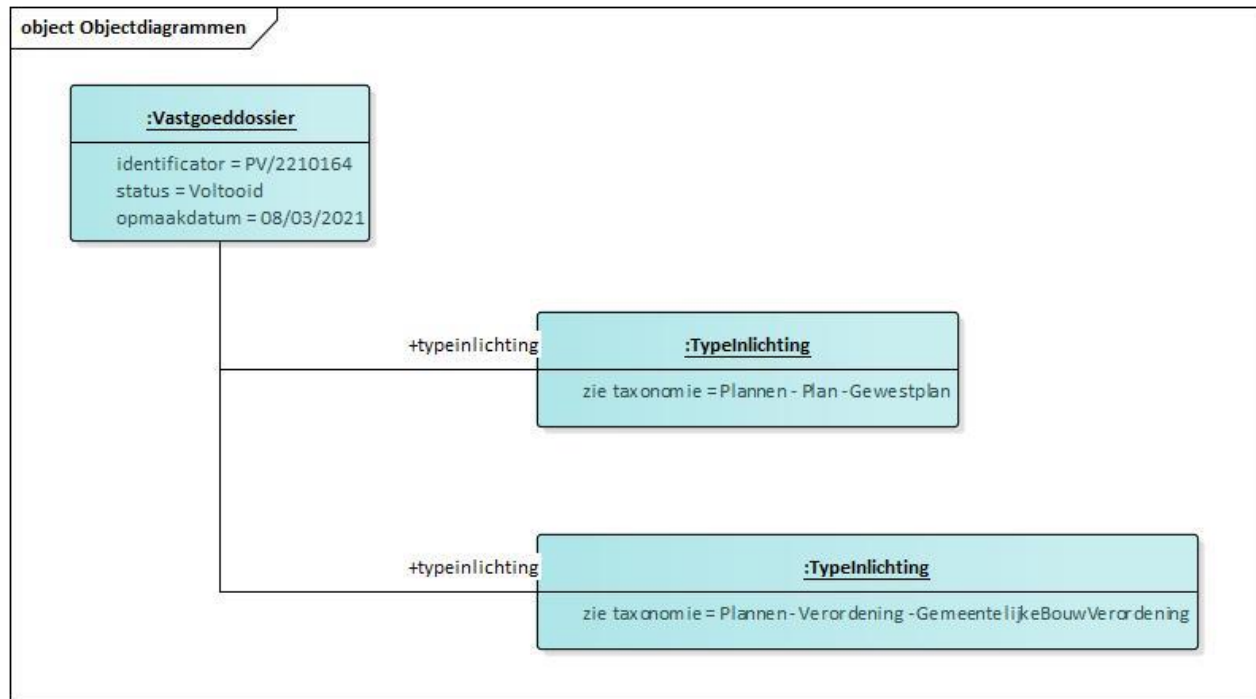 object Objectdiagrammen
:Vastgoeddossier
identificator = PV/2210164
status = Voltooid
opmaakdatum = 08/03/2021
+typeinlichting
:TypeInlichting
zie taxonomie = Plannen - Plan -Gewestplan
+typeinlichting
:TypeInlichting
zie taxonomie = Plannen - Verordening -GemeentelijkeBouwVerordening